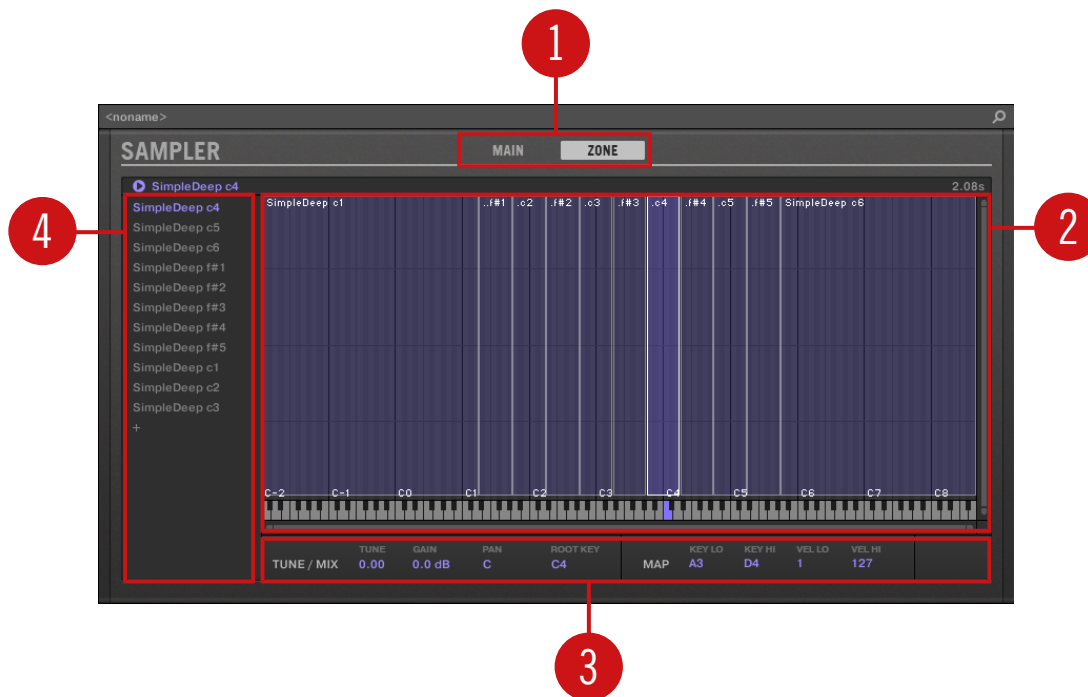 1
<noname>
SAMPLER
MAIN ZONE
SimpleDeep c4 2.08s
4
2
SimpleDeep c4
SimpleDeep c5
SimpleDeep c6
SimpleDeep f#1
SimpleDeep f#2
SimpleDeep f#3
SimpleDeep f#4
SimpleDeep f#5
SimpleDeep c1
SimpleDeep c2
SimpleDeep c3
+
SimpleDeep c1 ..f#1 .c2 .f#2 .c3 .f#3 .c4 .f#4 .c5 .f#5 SimpleDeep c6
C-2 C-1 C0 C1 C2 C3 C4 C5 C6 C7 C8
TUNE GAIN PAN ROOT KEY KEY LO KEY HI VEL LO VEL HI
TUNE / MIX 0.00 0.0 dB C C4 MAP A3 D4 1 127
3